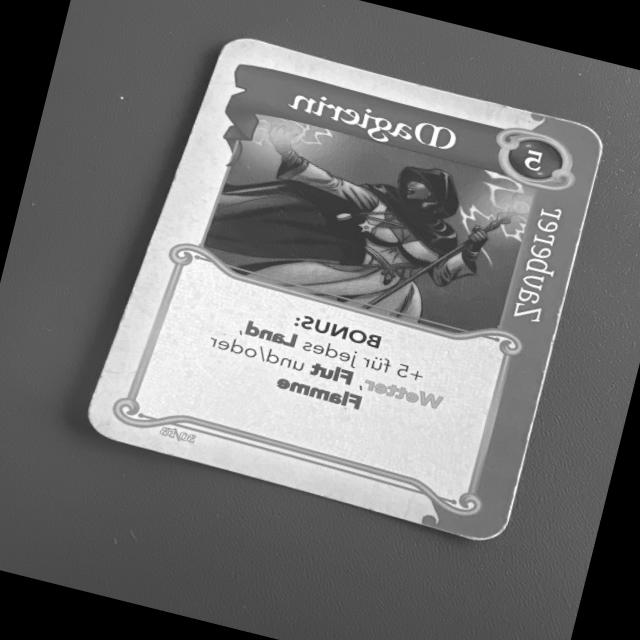 5
Magierin
Zauberer
BONUS:
+5 für jedes Land,
Wetter, Flut und/oder
Flamme